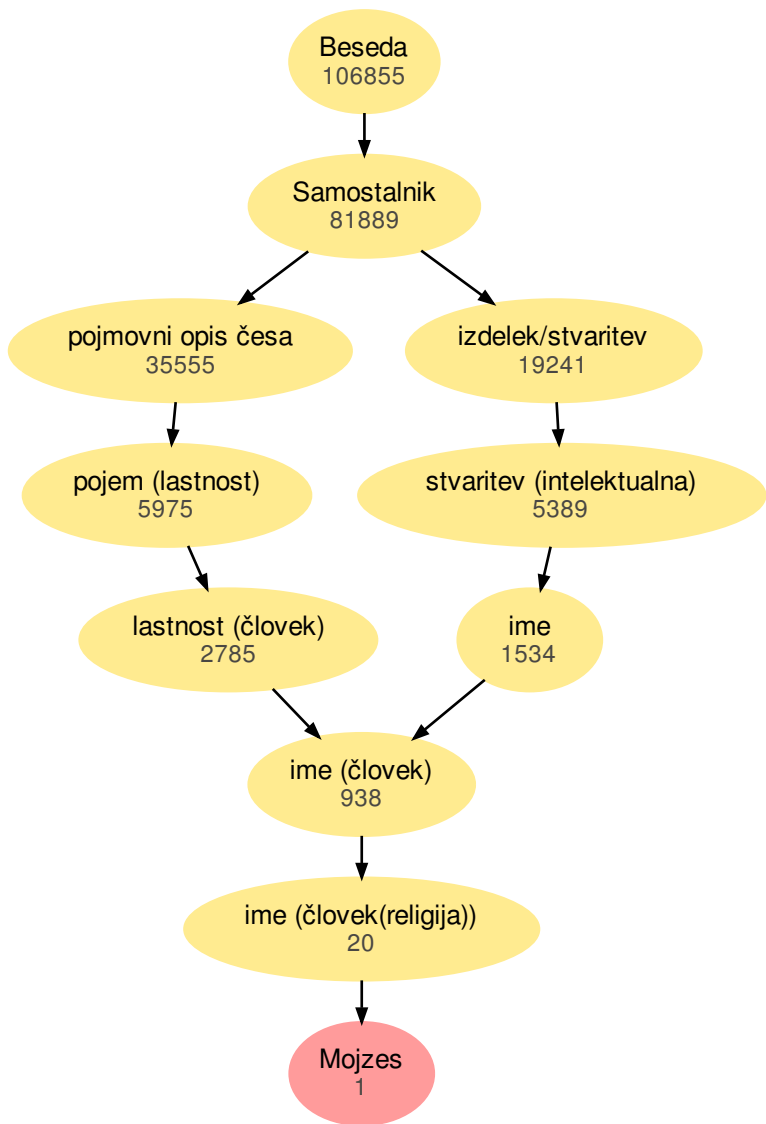 Beseda
106855
Samostalnik
81889
pojmovni opis česa
35555
izdelek/stvaritev
19241
pojem (lastnost)
5975
stvaritev (intelektualna)
5389
lastnost (človek)
2785
ime
1534
ime (človek)
938
ime (človek(religija))
20
Mojzes
1